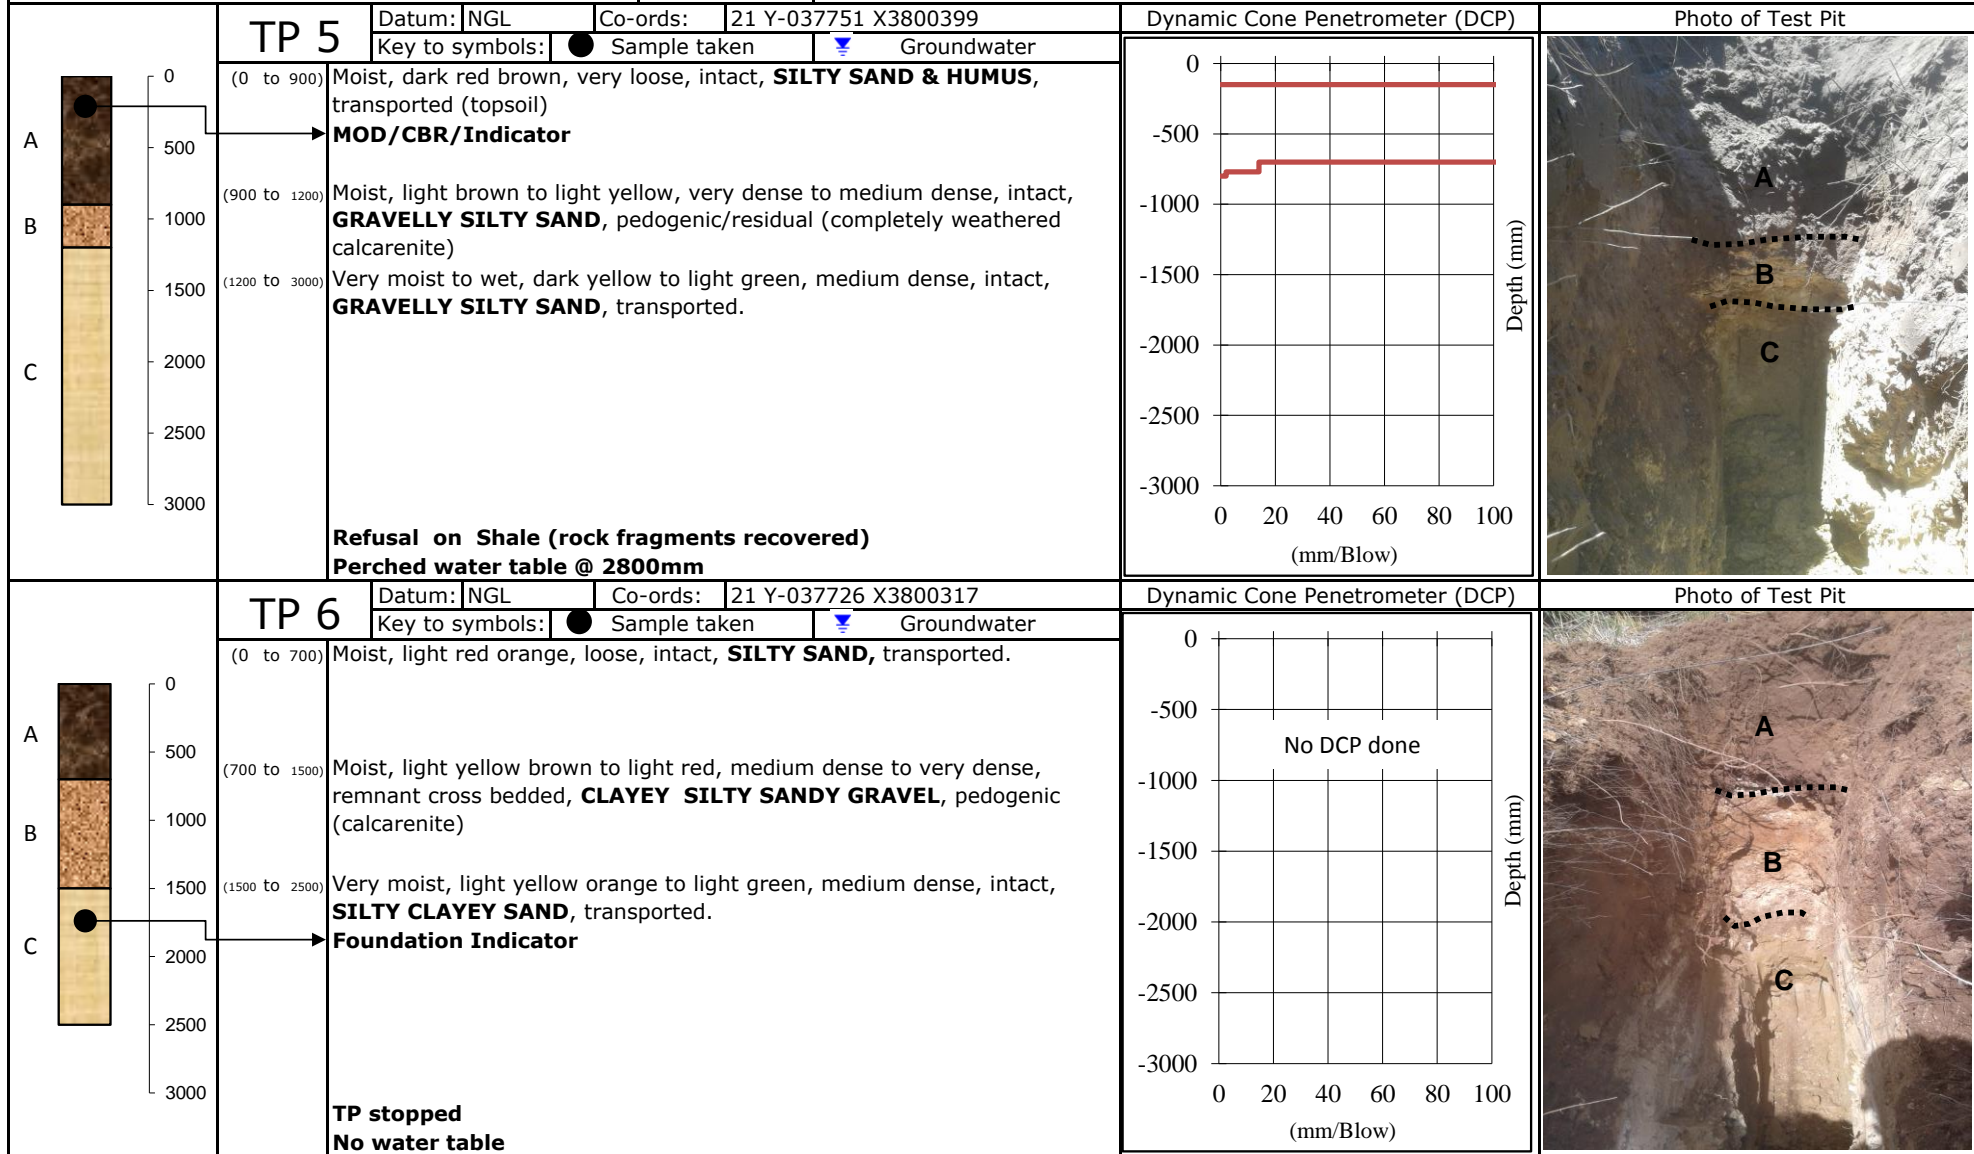 TP 5
Datum: NGL Co-ords: 21 Y-037751 X3800399
Key to symbols: Sample taken Groundwater
Dynamic Cone Penetrometer (DCP)
Photo of Test Pit
A
B
C
0
500
1000
1500
2000
2500
3000
(0 to 900) Moist, dark red brown, very loose, intact, SILTY SAND & HUMUS,
transported (topsoil)
MOD/CBR/Indicator
(900 to 1200) Moist, light brown to light yellow, very dense to medium dense, intact,
GRAVELLY SILTY SAND, pedogenic/residual (completely weathered
calcarenite)
(1200 to 3000) Very moist to wet, dark yellow to light green, medium dense, intact,
GRAVELLY SILTY SAND, transported.
Refusal on Shale (rock fragments recovered)
Perched water table @ 2800mm
0
-500
-1000
-1500
-2000
-2500
-3000
0 20 40 60 80 100
(mm/Blow)
Depth (mm)
A
B
C
TP 6
Datum: NGL Co-ords: 21 Y-037726 X3800317
Key to symbols: Sample taken Groundwater
Dynamic Cone Penetrometer (DCP)
Photo of Test Pit
A
B
C
0
500
1000
1500
2000
2500
3000
(0 to 700) Moist, light red orange, loose, intact, SILTY SAND, transported.
(700 to 1500) Moist, light yellow brown to light red, medium dense to very dense,
remnant cross bedded, CLAYEY SILTY SANDY GRAVEL, pedogenic
(calcarenite)
(1500 to 2500) Very moist, light yellow orange to light green, medium dense, intact,
SILTY CLAYEY SAND, transported.
Foundation Indicator
TP stopped
No water table
0
-500
-1000
-1500
-2000
-2500
-3000
No DCP done
0 20 40 60 80 100
(mm/Blow)
Depth (mm)
A
B
C